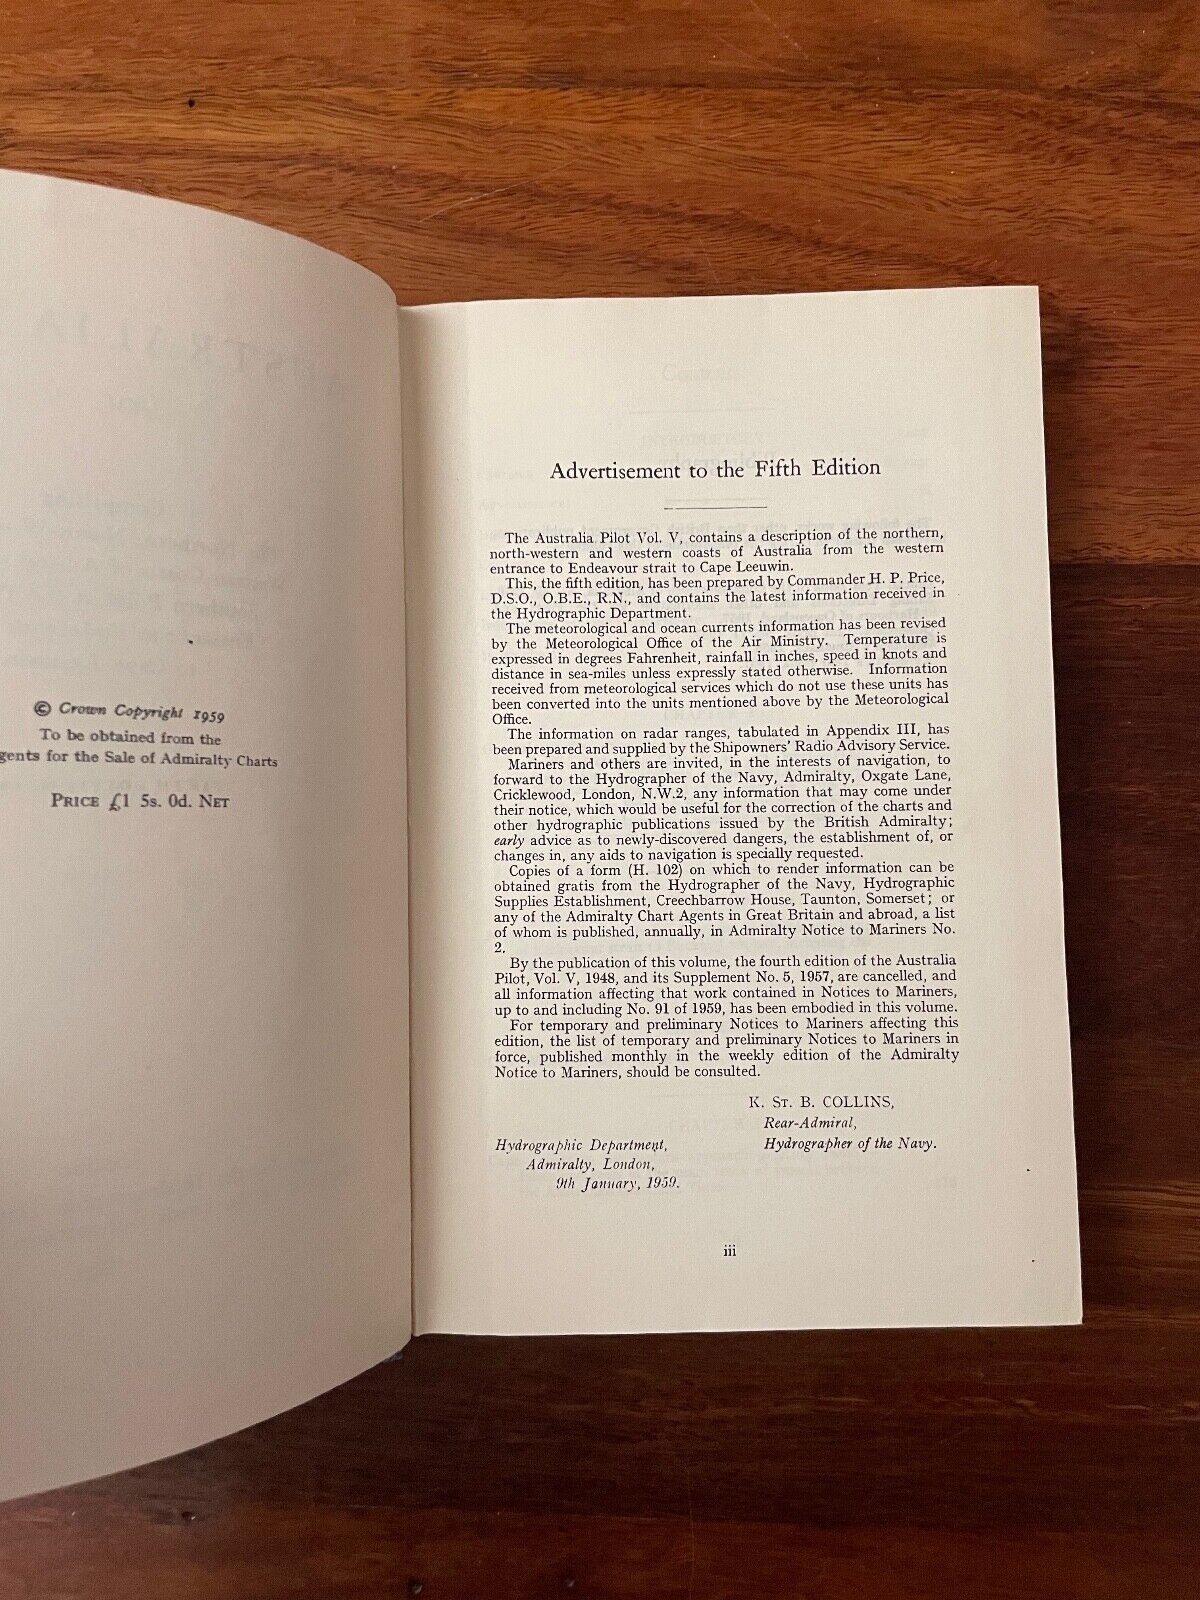 © Crown Copyright 1959
To be obtained from the
gents for the Sale of Admiralty Charts
PRICE £1 5s. 0d. NET
Advertisement to the Fifth Edition
The Australia Pilot Vol. V, contains a description of the northern,
north-western and western coasts of Australia from the western
entrance to Endeavour strait to Cape Leeuwin.
This, the fifth edition, has been prepared by Commander H. P. Price,
D.S.O., O.B.E., R.N., and contains the latest information received in
the Hydrographic Department.
The meteorological and ocean currents information has been revised
by the Meteorological Office of the Air Ministry. Temperature is
expressed in degrees Fahrenheit, rainfall in inches, speed in knots and
distance in sea-miles unless expressly stated otherwise. Information
received from meteorological services which do not use these units has
been converted into the units mentioned above by the Meteorological
Office.
The information on radar ranges, tabulated in Appendix III, has
been prepared and supplied by the Shipowners' Radio Advisory Service.
Mariners and others are invited, in the interests of navigation, to
forward to the Hydrographer of the Navy, Admiralty, Oxgate Lane,
Cricklewood, London, N.W.2, any information that may come under
their notice, which would be useful for the correction of the charts and
other hydrographic publications issued by the British Admiralty;
early advice as to newly-discovered dangers, the establishment of, or
changes in, any aids to navigation is specially requested.
Copies of a form (H. 102) on which to render information can be
obtained gratis from the Hydrographer of the Navy, Hydrographic
Supplies Establishment, Creechbarrow House, Taunton, Somerset; or
any of the Admiralty Chart Agents in Great Britain and abroad, a list
of whom is published, annually, in Admiralty Notice to Mariners No.
2.
By the publication of this volume, the fourth edition of the Australia
Pilot, Vol. V, 1948, and its Supplement No. 5, 1957, are cancelled, and
all information affecting that work contained in Notices to Mariners,
up to and including No. 91 of 1959, has been embodied in this volume.
For temporary and preliminary Notices to Mariners affecting this
edition, the list of temporary and preliminary Notices to Mariners in
force, published monthly in the weekly edition of the Admiralty
Notice to Mariners, should be consulted.
K. ST. B. COLLINS,
Rear-Admiral,
Hydrographer of the Navy.
Hydrographic Department,
Admiralty, London,
9th January, 1959.
iii